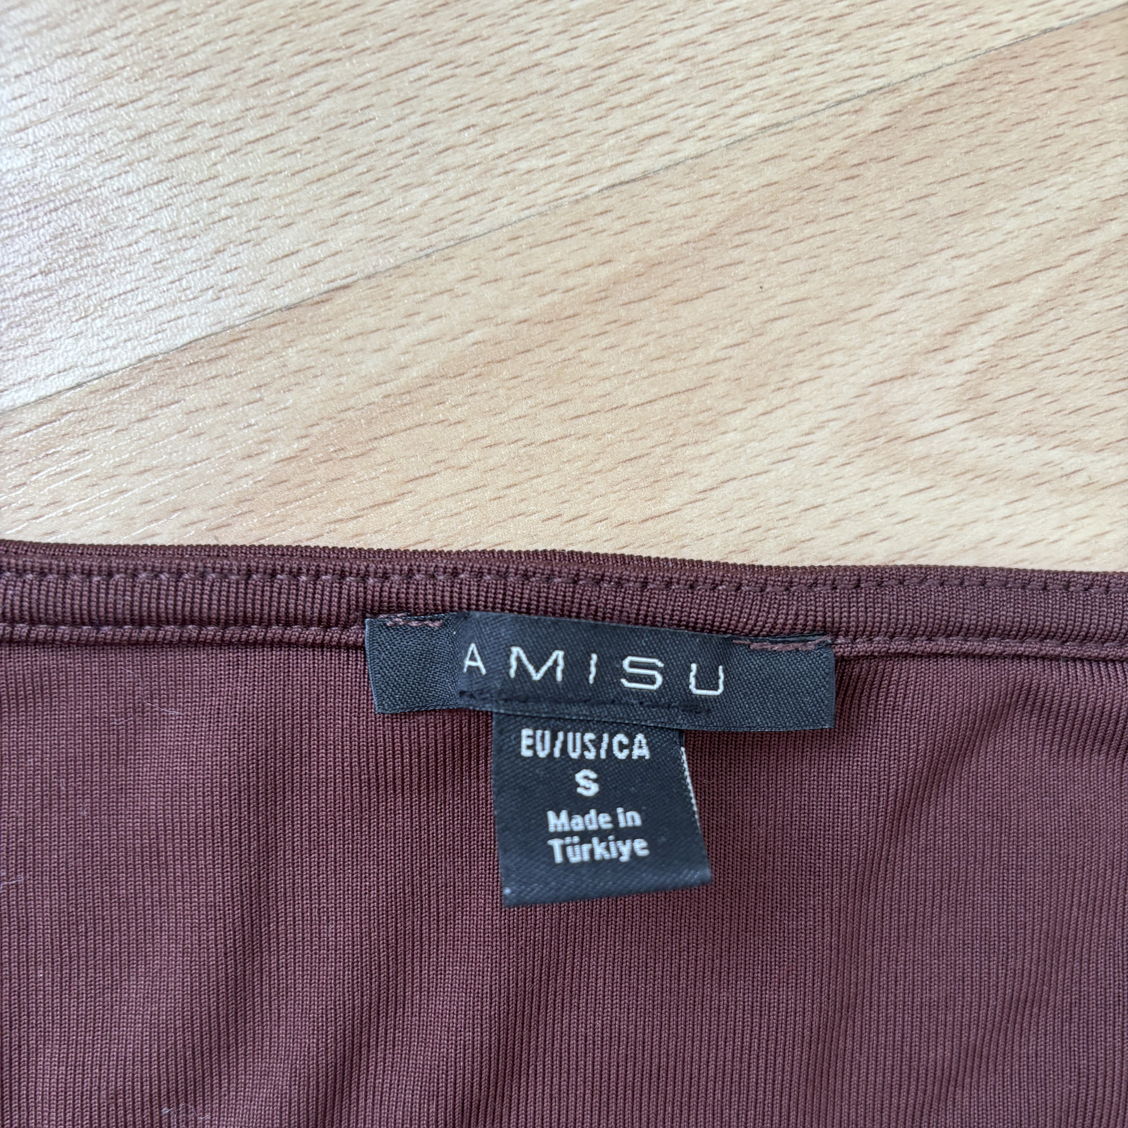 AMISU
EU/US/CA
S
Made in
Türkiye